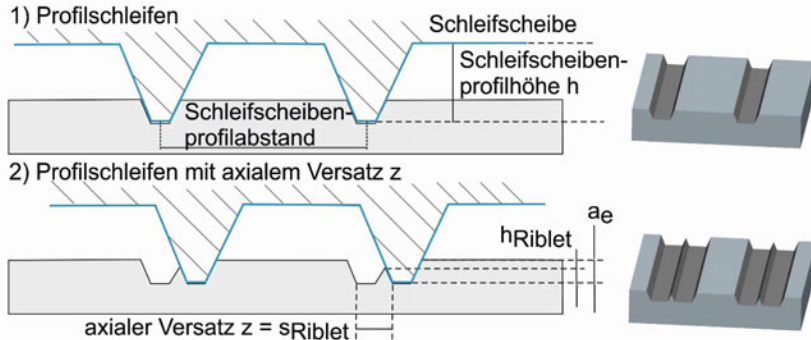 1) Profilschleifen
Schleifscheibe
Schleifscheiben-
profilhöhe h
Schleifscheiben-
profilabstand
2) Profilschleifen mit axialem Versatz z
ae
hRiblet
axialer Versatz z = sRiblet